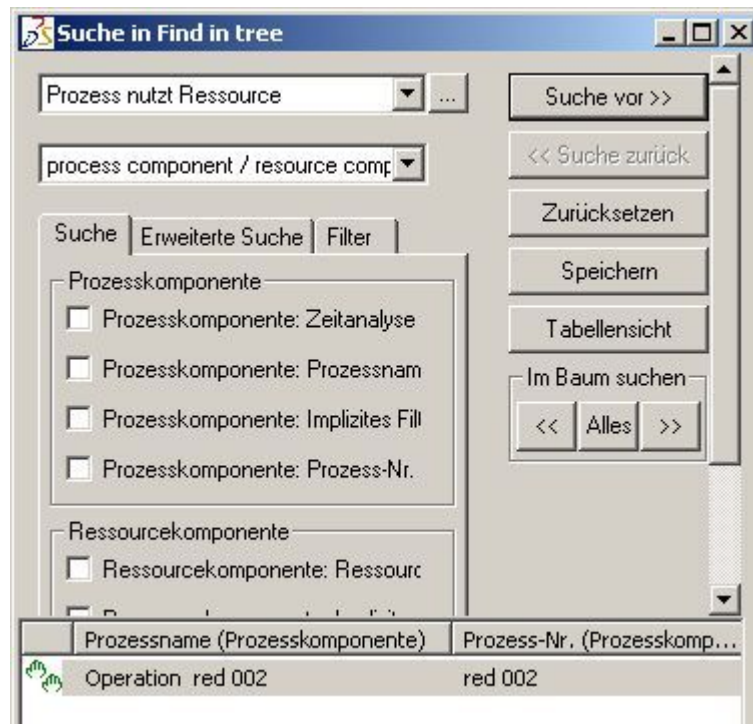 Suche in Find in tree
Prozess nutzt Ressource
...
Suche vor >>
process component / resource comp
<< Suche zurück
Zurücksetzen
Suche
Erweiterte Suche
Filter
Speichern
Prozesskomponente
Prozesskomponente: Zeitanalyse
Tabellensicht
Prozesskomponente: Prozessnam
Im Baum suchen
Prozesskomponente: Implizites Filt
<<
Alles
>>
Prozesskomponente: Prozess-Nr.
Ressourcekomponente
Ressourcekomponente: Ressourc
Prozessname (Prozesskomponente)
Prozess-Nr. (Prozesskomp...
Operation red 002
red 002